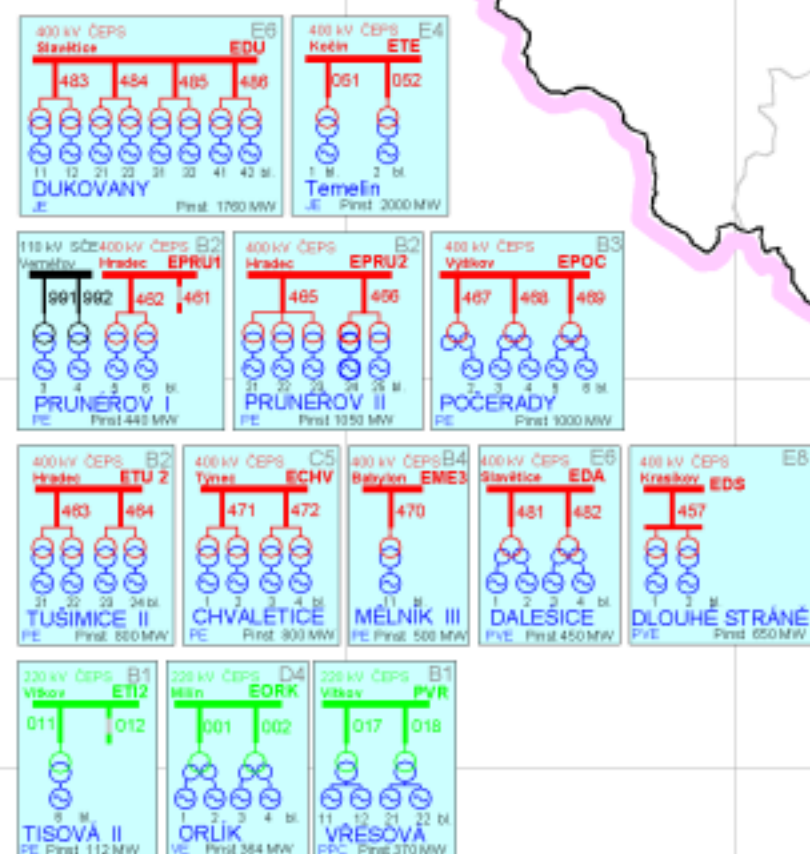 400 kV ČEPS E6
Slavětice EDU
483 484 485 486
11 12 21 22 31 32 41 42 bl.
DUKOVANY
JE Pinst 1760 MW
400 kV ČEPS E4
Kočín ETE
051 052
1 bl. 2 bl.
Temelín
JE Pinst 2000 MW
110 kV SČE 400 kV ČEPS B2
Verneřov Hradec EPRU1
991 992 462 461
3 4 5 6 bl.
PRUNÉŘOV I
PE Pinst 440 MW
400 kV ČEPS B2
Hradec EPRU2
465 466
21 22 23 24 25 bl.
PRUNÉŘOV II
PE Pinst 1050 MW
400 kV ČEPS B3
Výškov EPOC
467 468 469
2 3 4 5 6 bl.
POČERADY
PE Pinst 1000 MW
400 kV ČEPS B2
Hradec ETU 2
463 464
21 22 23 24 bl.
TUŠIMICE II
PE Pinst 800 MW
400 kV ČEPS C5
Týnec ECHV
471 472
1 2 3 4 bl.
CHVALETICE
PE Pinst 800 MW
400 kV ČEPS B4
Babylon EME3
470
11 bl.
MĚLNÍK III
PE Pinst 500 MW
400 kV ČEPS E6
Slavětice EDA
481 482
1 2 3 4 bl.
DALEŠICE
PVE Pinst 450 MW
400 kV ČEPS E8
Krasíkov EDS
457
1 2 bl.
DLOUHÉ STRÁNĚ
PVE Pinst 650 MW
220 kV ČEPS B1
Vítkov ETI2
011 012
6 bl.
TISOVÁ II
PE Pinst 112 MW
220 kV ČEPS D4
Milín EORK
001 002
1 2 3 4 bl.
ORLÍK
VE Pinst 364 MW
220 kV ČEPS B1
Vítkov PVR
017 018
11 12 21 22 bl.
VŘESOVÁ
PPC Pinst 370 MW